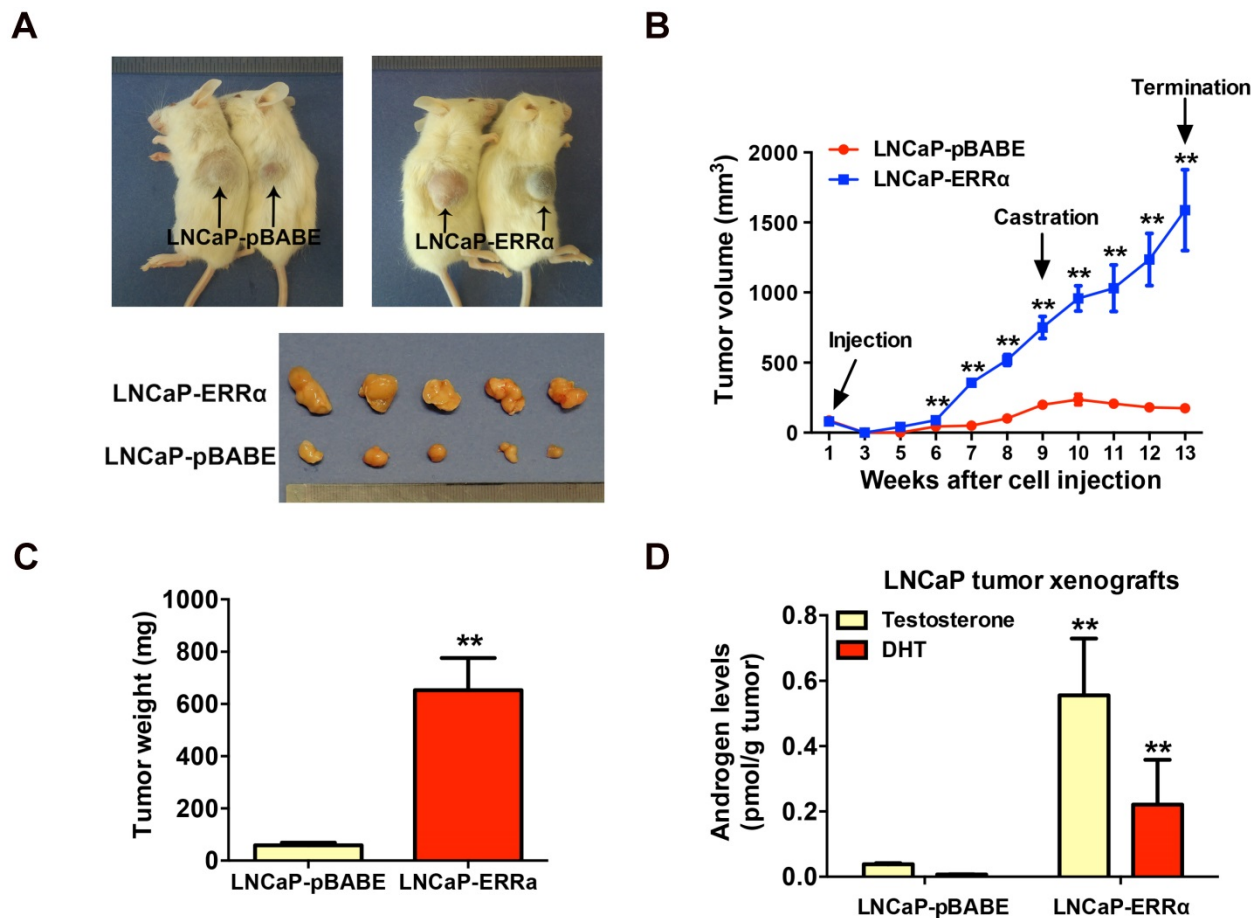 A
LNCaP-pBABE
LNCaP-ERRα
LNCaP-ERRα
LNCaP-pBABE
B
Termination
LNCaP-pBABE
LNCaP-ERRα
Castration
Injection
Tumor volume (mm³)
2000
1500
1000
500
0
** ** ** ** ** ** ** **
1 3 5 6 7 8 9 10 11 12 13
Weeks after cell injection
C
Tumor weight (mg)
1000
800
600
400
200
0
**
LNCaP-pBABE LNCaP-ERRa
D
LNCaP tumor xenografts
Testosterone
DHT
Androgen levels
(pmol/g tumor)
0.8
0.6
0.4
0.2
0.0
**
**
LNCaP-pBABE LNCaP-ERRα